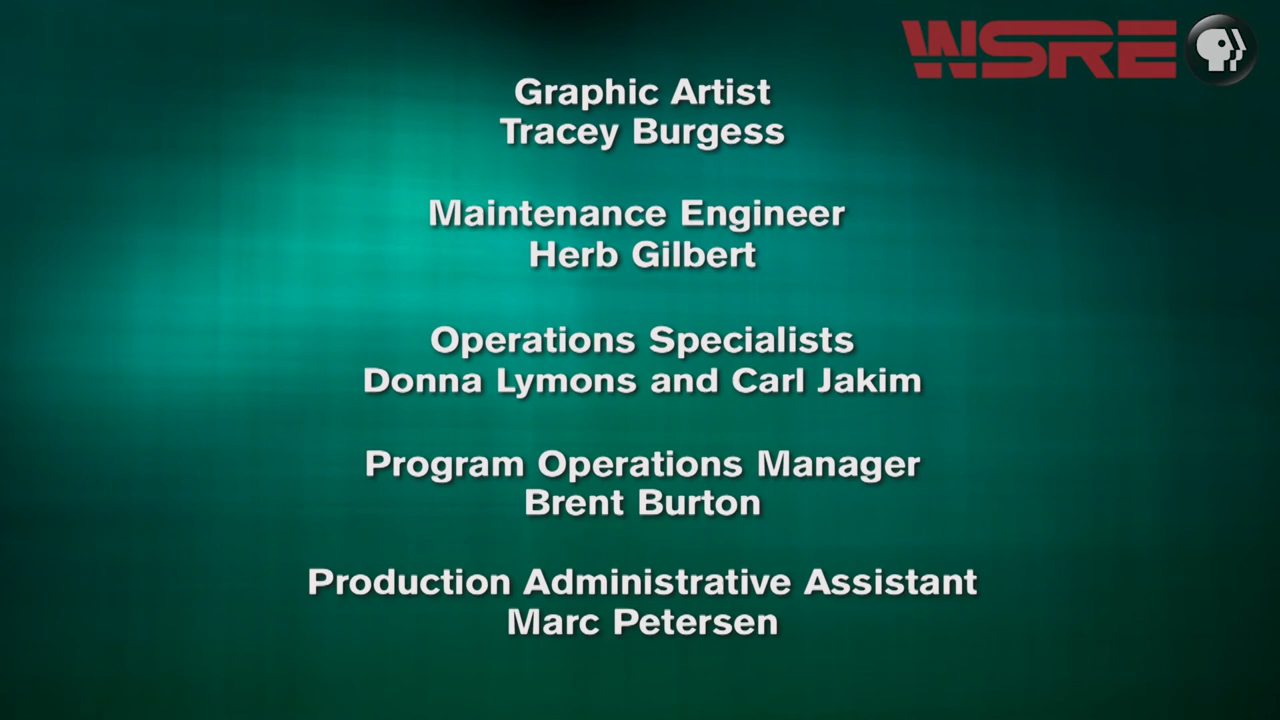 WSRE
Graphic Artist
Tracey Burgess
Maintenance Engineer
Herb Gilbert
Operations Specialists
Donna Lymons and Carl Jakim
Program Operations Manager
Brent Burton
Production Administrative Assistant
Marc Petersen